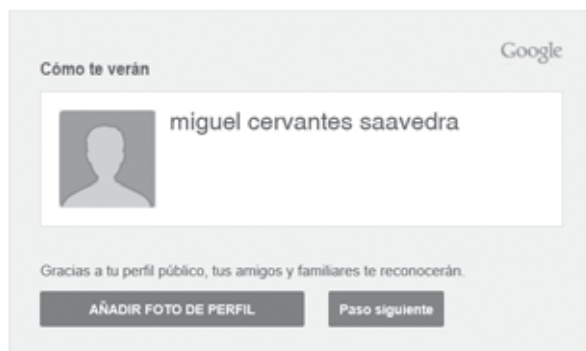 Google
Cómo te verán
miguel cervantes saavedra
Gracias a tu perfil público, tus amigos y familiares te reconocerán.
AÑADIR FOTO DE PERFIL
Paso siguiente